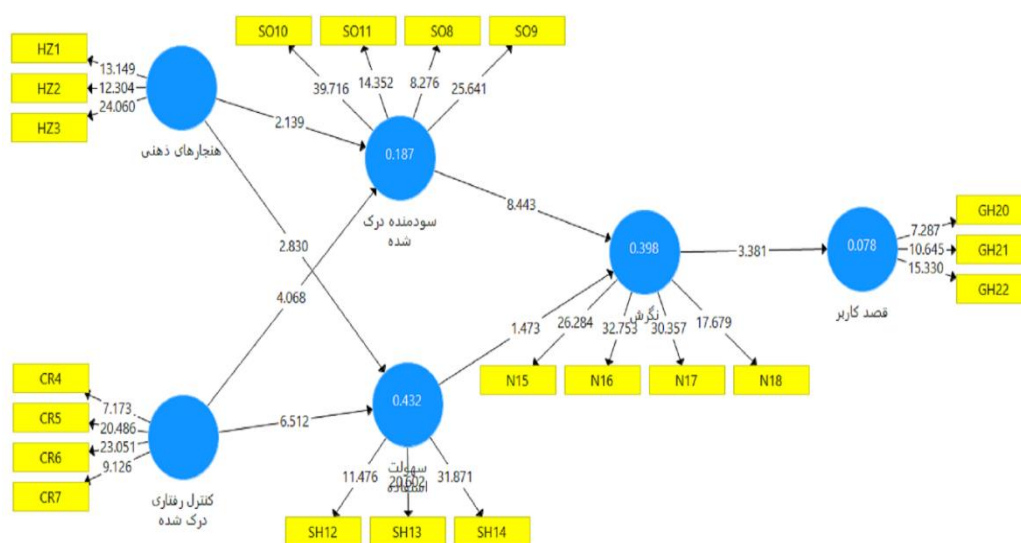 SO10
SO11
SO8
SO9
HZ1
HZ2
HZ3
13.149
12.304
24.060
39.716
14.352
8.276
25.641
هنجارهای ذهنی
2.139
0.187
سودمنده درک
شده
8.443
2.830
4.068
0.398
نگرش
3.381
0.078
قصد کاربر
7.287
10.645
15.330
GH20
GH21
GH22
1.473
26.284
32.753
30.357
17.679
N15
N16
N17
N18
CR4
CR5
CR6
CR7
7.173
20.486
23.051
9.126
کنترل رفتاری
درک شده
6.512
0.432
سهولت
استفاده
11.476
20.602
31.871
SH12
SH13
SH14